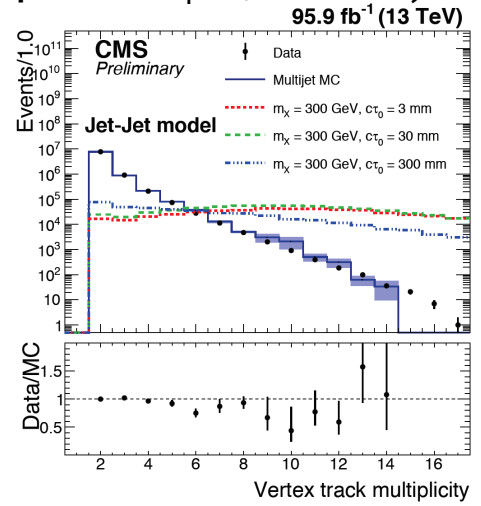 95.9 fb⁻¹ (13 TeV)
CMS
Preliminary
Data
Multijet MC
mχ = 300 GeV, cτ₀ = 3 mm
mχ = 300 GeV, cτ₀ = 30 mm
mχ = 300 GeV, cτ₀ = 300 mm
Jet-Jet model
Events/1.0
10¹¹
10¹⁰
10⁹
10⁸
10⁷
10⁶
10⁵
10⁴
10³
10²
10
1
Data/MC
1.5
1
0.5
2 4 6 8 10 12 14 16
Vertex track multiplicity